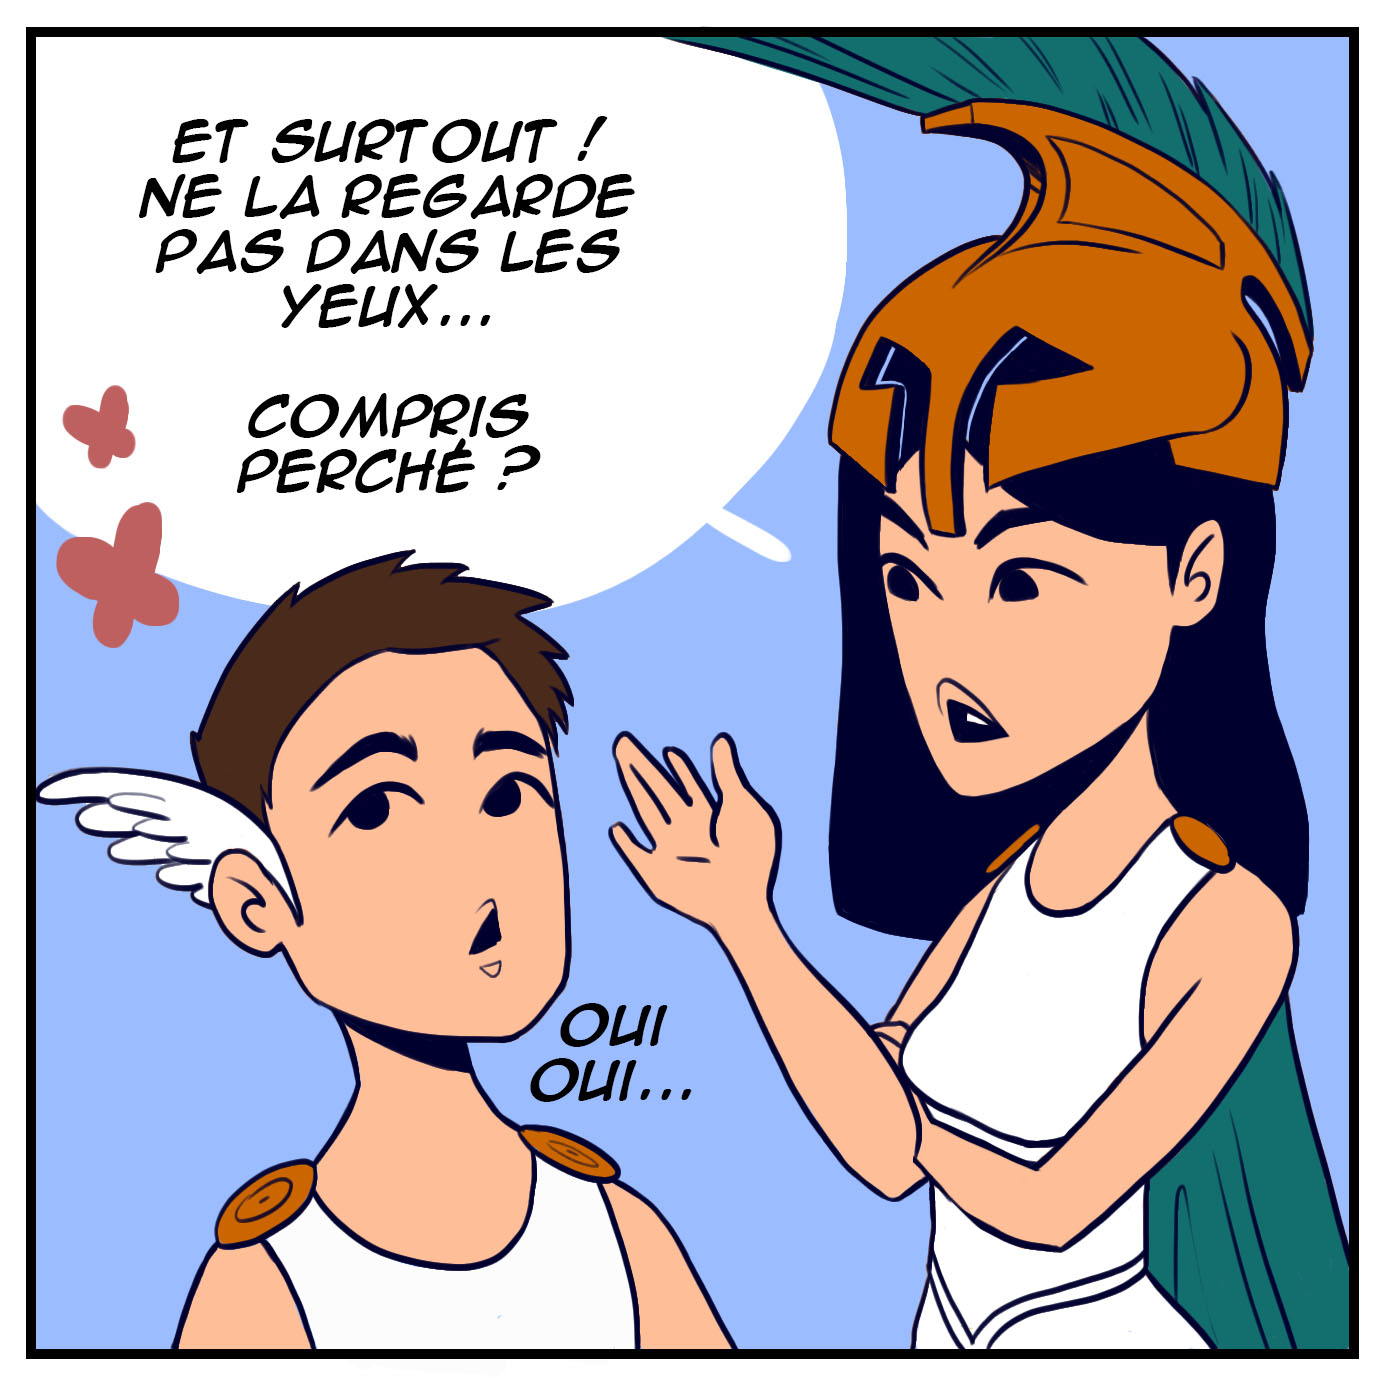 ET SURTOUT !
NE LA REGARDE
PAS DANS LES
YEUX...
COMPRIS
PERCHÉ ?
OUI
OUI...